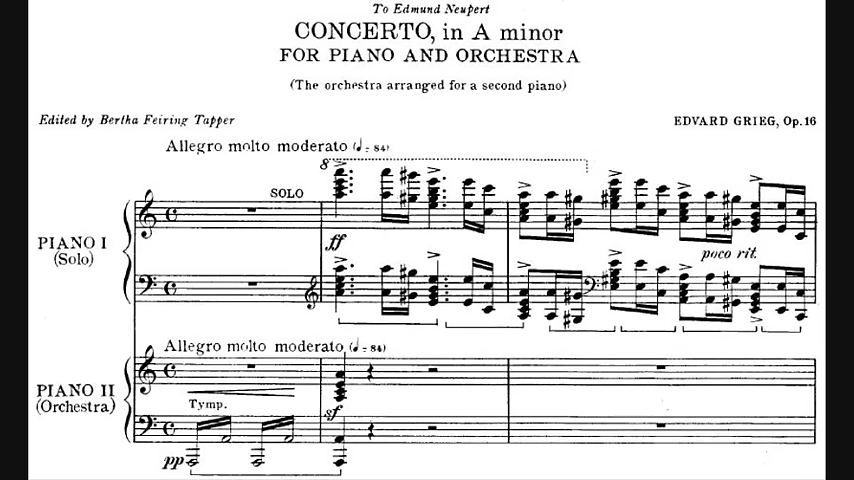 To Edmund Neupert
CONCERTO, in A minor
FOR PIANO AND ORCHESTRA
(The orchestra arranged for a second piano)
Edited by Bertha Feiring Tapper
EDVARD GRIEG, Op. 16
Allegro molto moderato (♩ = 84)
8
SOLO
PIANO I
(Solo)
ff
poco rit.
Allegro molto moderato (♩ = 84)
PIANO II
(Orchestra)
Tymp.
sf
pp